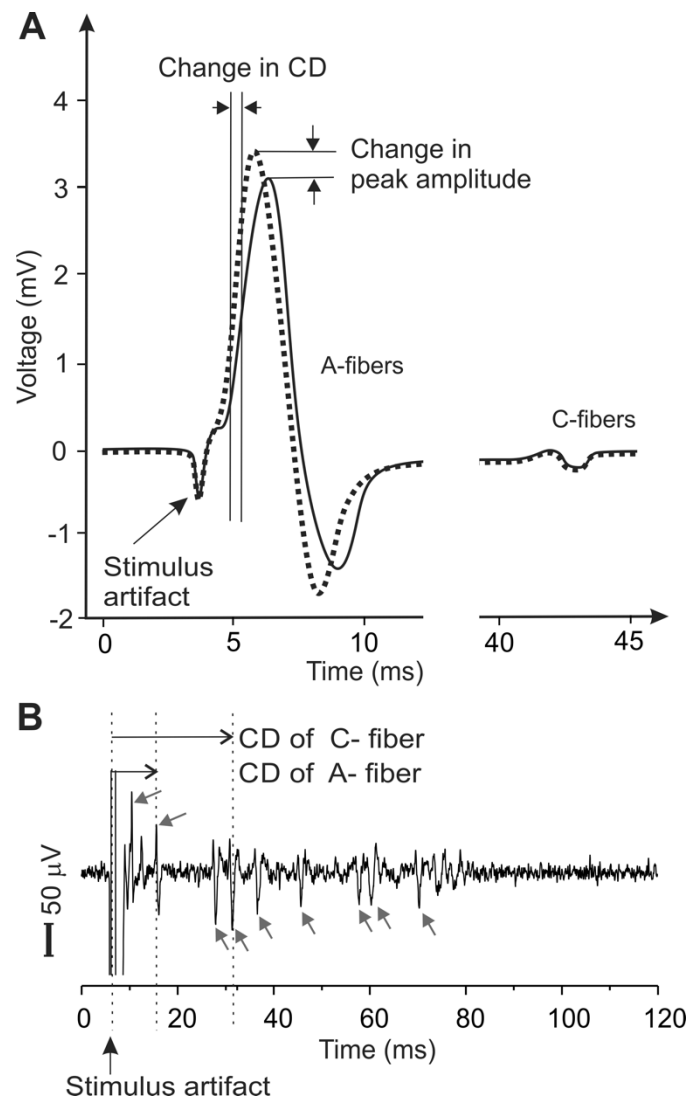 A
Change in CD
Change in
peak amplitude
Voltage (mV)
4
3
2
1
0
-1
-2
A-fibers
C-fibers
Stimulus
artifact
0 5 10 40 45
Time (ms)
B
CD of C- fiber
CD of A- fiber
50 µV
0 20 40 60 80 100 120
Time (ms)
Stimulus artifact